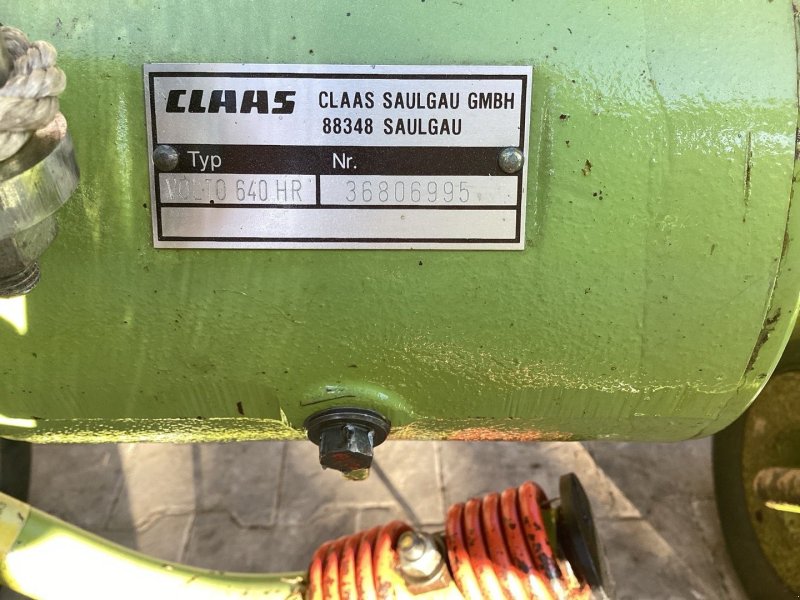 CLAAS CLAAS SAULGAU GMBH
88348 SAULGAU
Typ Nr.
VOLTO 640 HR 36806995